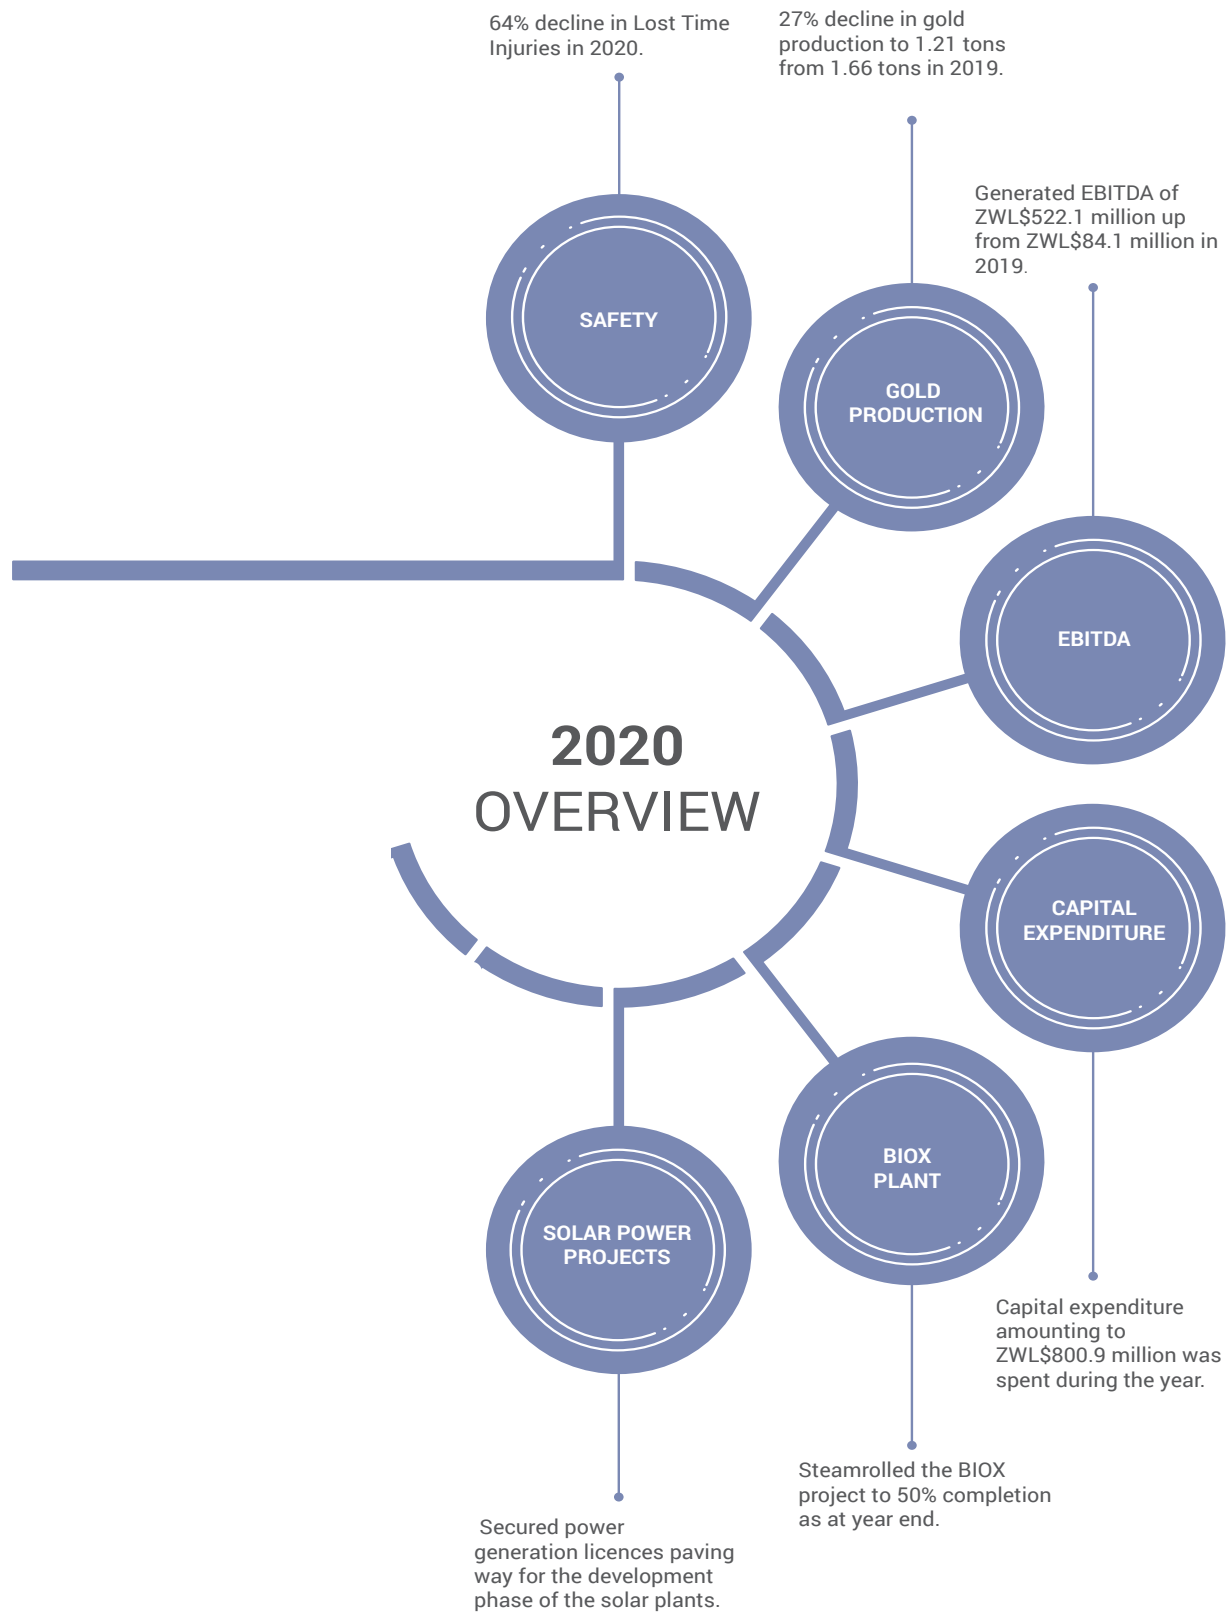 64% decline in Lost Time
Injuries in 2020.
27% decline in gold
production to 1.21 tons
from 1.66 tons in 2019.
Generated EBITDA of
ZWL$522.1 million up
from ZWL$84.1 million in
2019.
SAFETY
GOLD
PRODUCTION
EBITDA
2020
OVERVIEW
CAPITAL
EXPENDITURE
BIOX
PLANT
SOLAR POWER
PROJECTS
Capital expenditure
amounting to
ZWL$800.9 million was
spent during the year.
Steamrolled the BIOX
project to 50% completion
as at year end.
Secured power
generation licences paving
way for the development
phase of the solar plants.